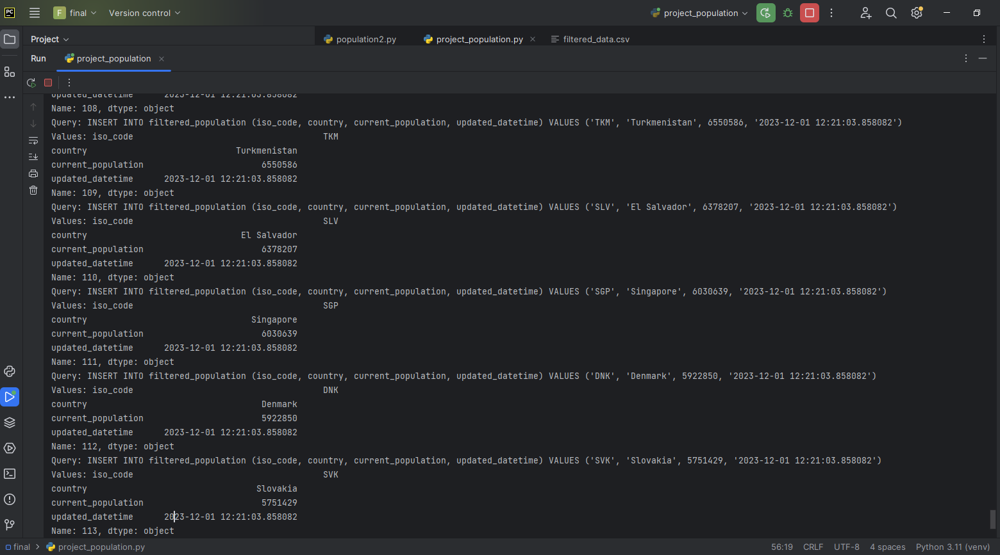 PC
F final Version control project_population
Project population2.py project_population.py filtered_data.csv
Run project_population
updated_datetime 2023-12-01 12:21:03.858082
Name: 108, dtype: object
Query: INSERT INTO filtered_population (iso_code, country, current_population, updated_datetime) VALUES ('TKM', 'Turkmenistan', 6550586, '2023-12-01 12:21:03.858082')
Values: iso_code TKM
country Turkmenistan
current_population 6550586
updated_datetime 2023-12-01 12:21:03.858082
Name: 109, dtype: object
Query: INSERT INTO filtered_population (iso_code, country, current_population, updated_datetime) VALUES ('SLV', 'El Salvador', 6378207, '2023-12-01 12:21:03.858082')
Values: iso_code SLV
country El Salvador
current_population 6378207
updated_datetime 2023-12-01 12:21:03.858082
Name: 110, dtype: object
Query: INSERT INTO filtered_population (iso_code, country, current_population, updated_datetime) VALUES ('SGP', 'Singapore', 6030639, '2023-12-01 12:21:03.858082')
Values: iso_code SGP
country Singapore
current_population 6030639
updated_datetime 2023-12-01 12:21:03.858082
Name: 111, dtype: object
Query: INSERT INTO filtered_population (iso_code, country, current_population, updated_datetime) VALUES ('DNK', 'Denmark', 5922850, '2023-12-01 12:21:03.858082')
Values: iso_code DNK
country Denmark
current_population 5922850
updated_datetime 2023-12-01 12:21:03.858082
Name: 112, dtype: object
Query: INSERT INTO filtered_population (iso_code, country, current_population, updated_datetime) VALUES ('SVK', 'Slovakia', 5751429, '2023-12-01 12:21:03.858082')
Values: iso_code SVK
country Slovakia
current_population 5751429
updated_datetime 2023-12-01 12:21:03.858082
Name: 113, dtype: object
final > project_population.py 56:19 CRLF UTF-8 4 spaces Python 3.11 (venv)